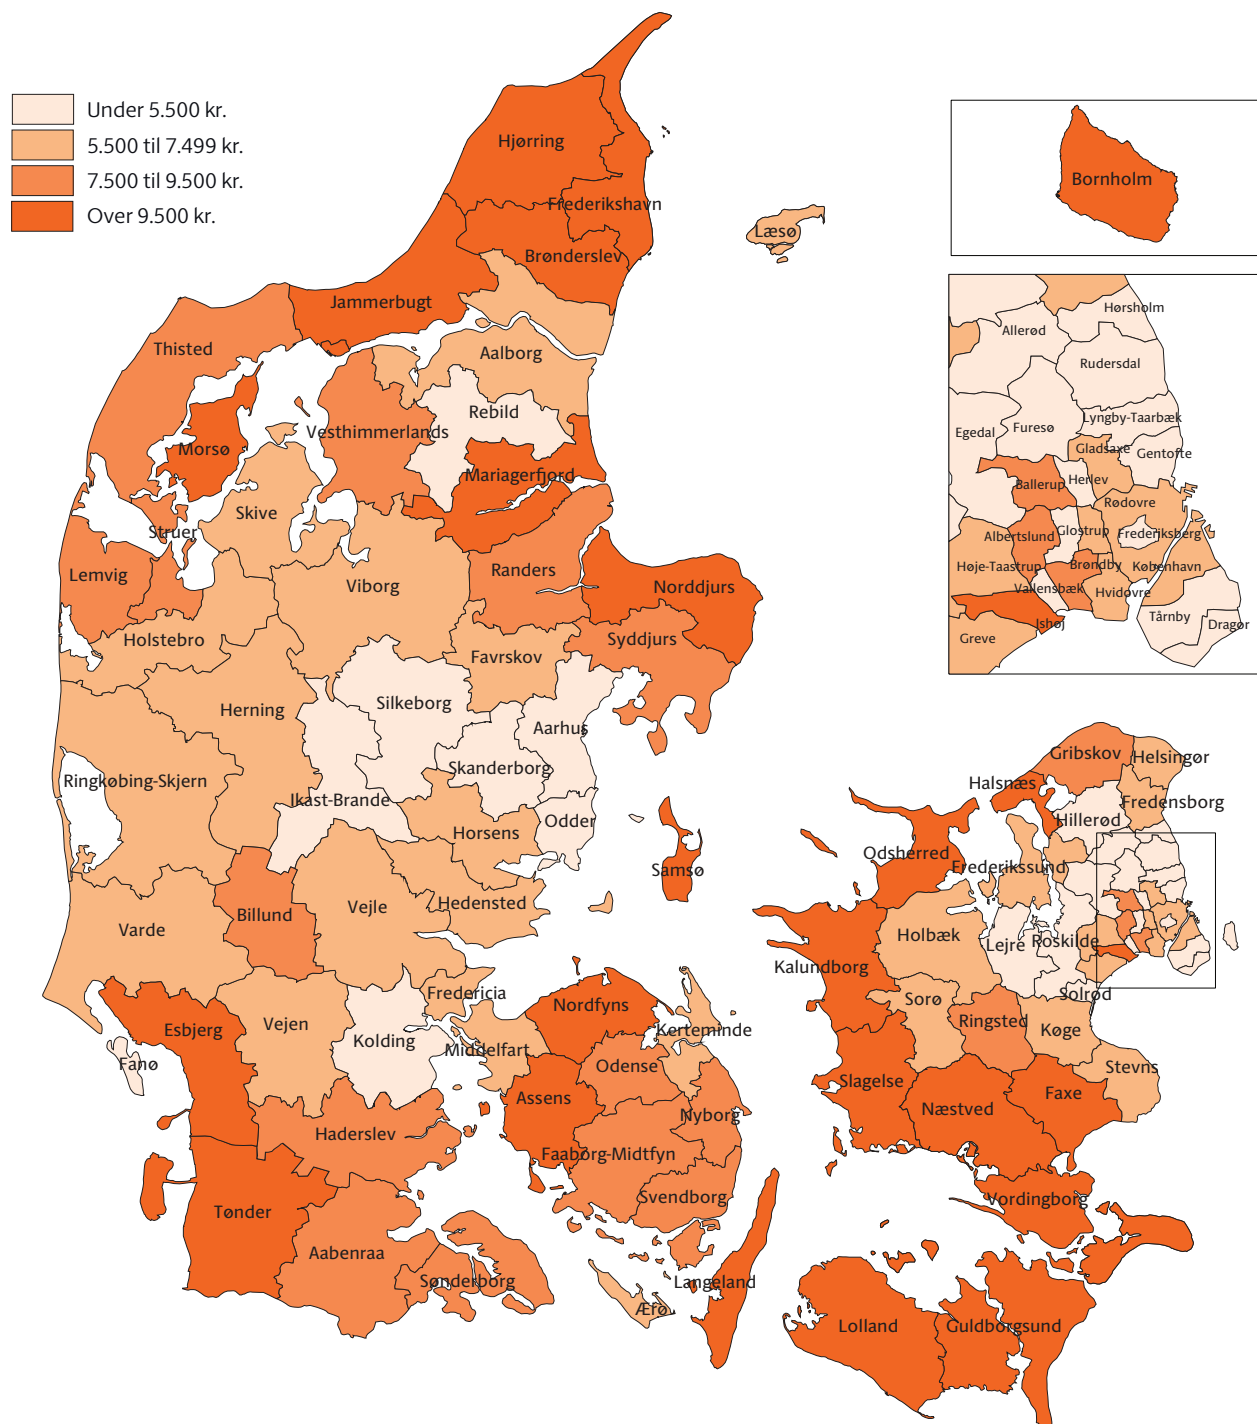 Under 5.500 kr.
5.500 til 7.499 kr.
7.500 til 9.500 kr.
Over 9.500 kr.
Hjørring
Frederikshavn
Brønderslev
Læsø
Jammerbugt
Thisted
Aalborg
Rebild
Vesthimmerlands
Morsø
Mariagerfjord
Skive
Struer
Lemvig
Viborg
Randers
Norddjurs
Syddjurs
Holstebro
Favrskov
Silkeborg
Herning
Aarhus
Skanderborg
Ringkøbing-Skjern
Ikast-Brande
Odder
Horsens
Samsø
Hedensted
Vejle
Billund
Varde
Fredericia
Vejen
Esbjerg
Kolding
Fanø
Middelfart
Nordfyns
Kerteminde
Odense
Assens
Nyborg
Haderslev
Faaborg-Midtfyn
Svendborg
Tønder
Aabenraa
Sønderborg
Langeland
Ærø
Bornholm
Hørsholm
Allerød
Rudersdal
Lyngby-Taarbæk
Egedal
Furesø
Gladsaxe
Gentofte
Ballerup
Herlev
Rødovre
Albertslund
Glostrup
Frederiksberg
Høje-Taastrup
Brøndby
København
Vallensbæk
Hvidovre
Ishøj
Tårnby
Dragør
Greve
Gribskov
Helsingør
Halsnæs
Fredensborg
Hillerød
Odsherred
Frederikssund
Holbæk
Lejre
Roskilde
Kalundborg
Solrød
Sorø
Ringsted
Køge
Stevns
Slagelse
Næstved
Faxe
Vordingborg
Lolland
Guldborgsund